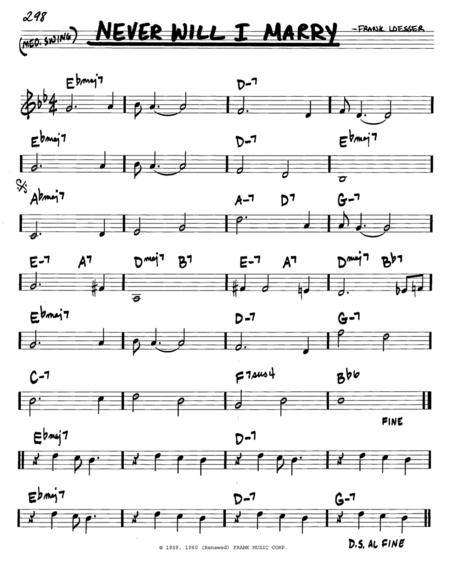 298
(MED. SWING) NEVER WILL I MARRY -FRANK LOESSER
Ebmaj7 D-7
Ebmaj7 D-7 Ebmaj7
Abmaj7 A-7 D7 G-7
E-7 A7 Dmaj7 B7 E-7 A7 Dmaj7 Bb7
Ebmaj7 D-7 G-7
C-7 F7sus4 Bb6
FINE
Ebmaj7 D-7
Ebmaj7 D-7 G-7
D.S. AL FINE
© 1959, 1960 (Renewed) FRANK MUSIC CORP.